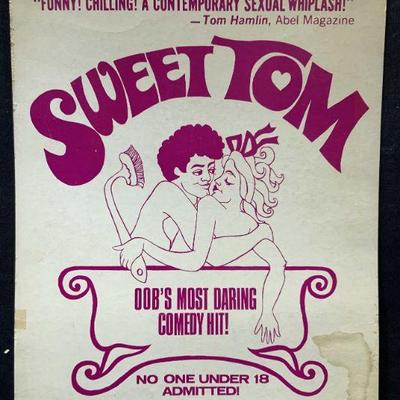 "FUNNY! CHILLING! A CONTEMPORARY SEXUAL WHIPLASH!"
— Tom Hamlin, Abel Magazine
SWEET TOM
OOB'S MOST DARING
COMEDY HIT!
NO ONE UNDER 18
ADMITTED!